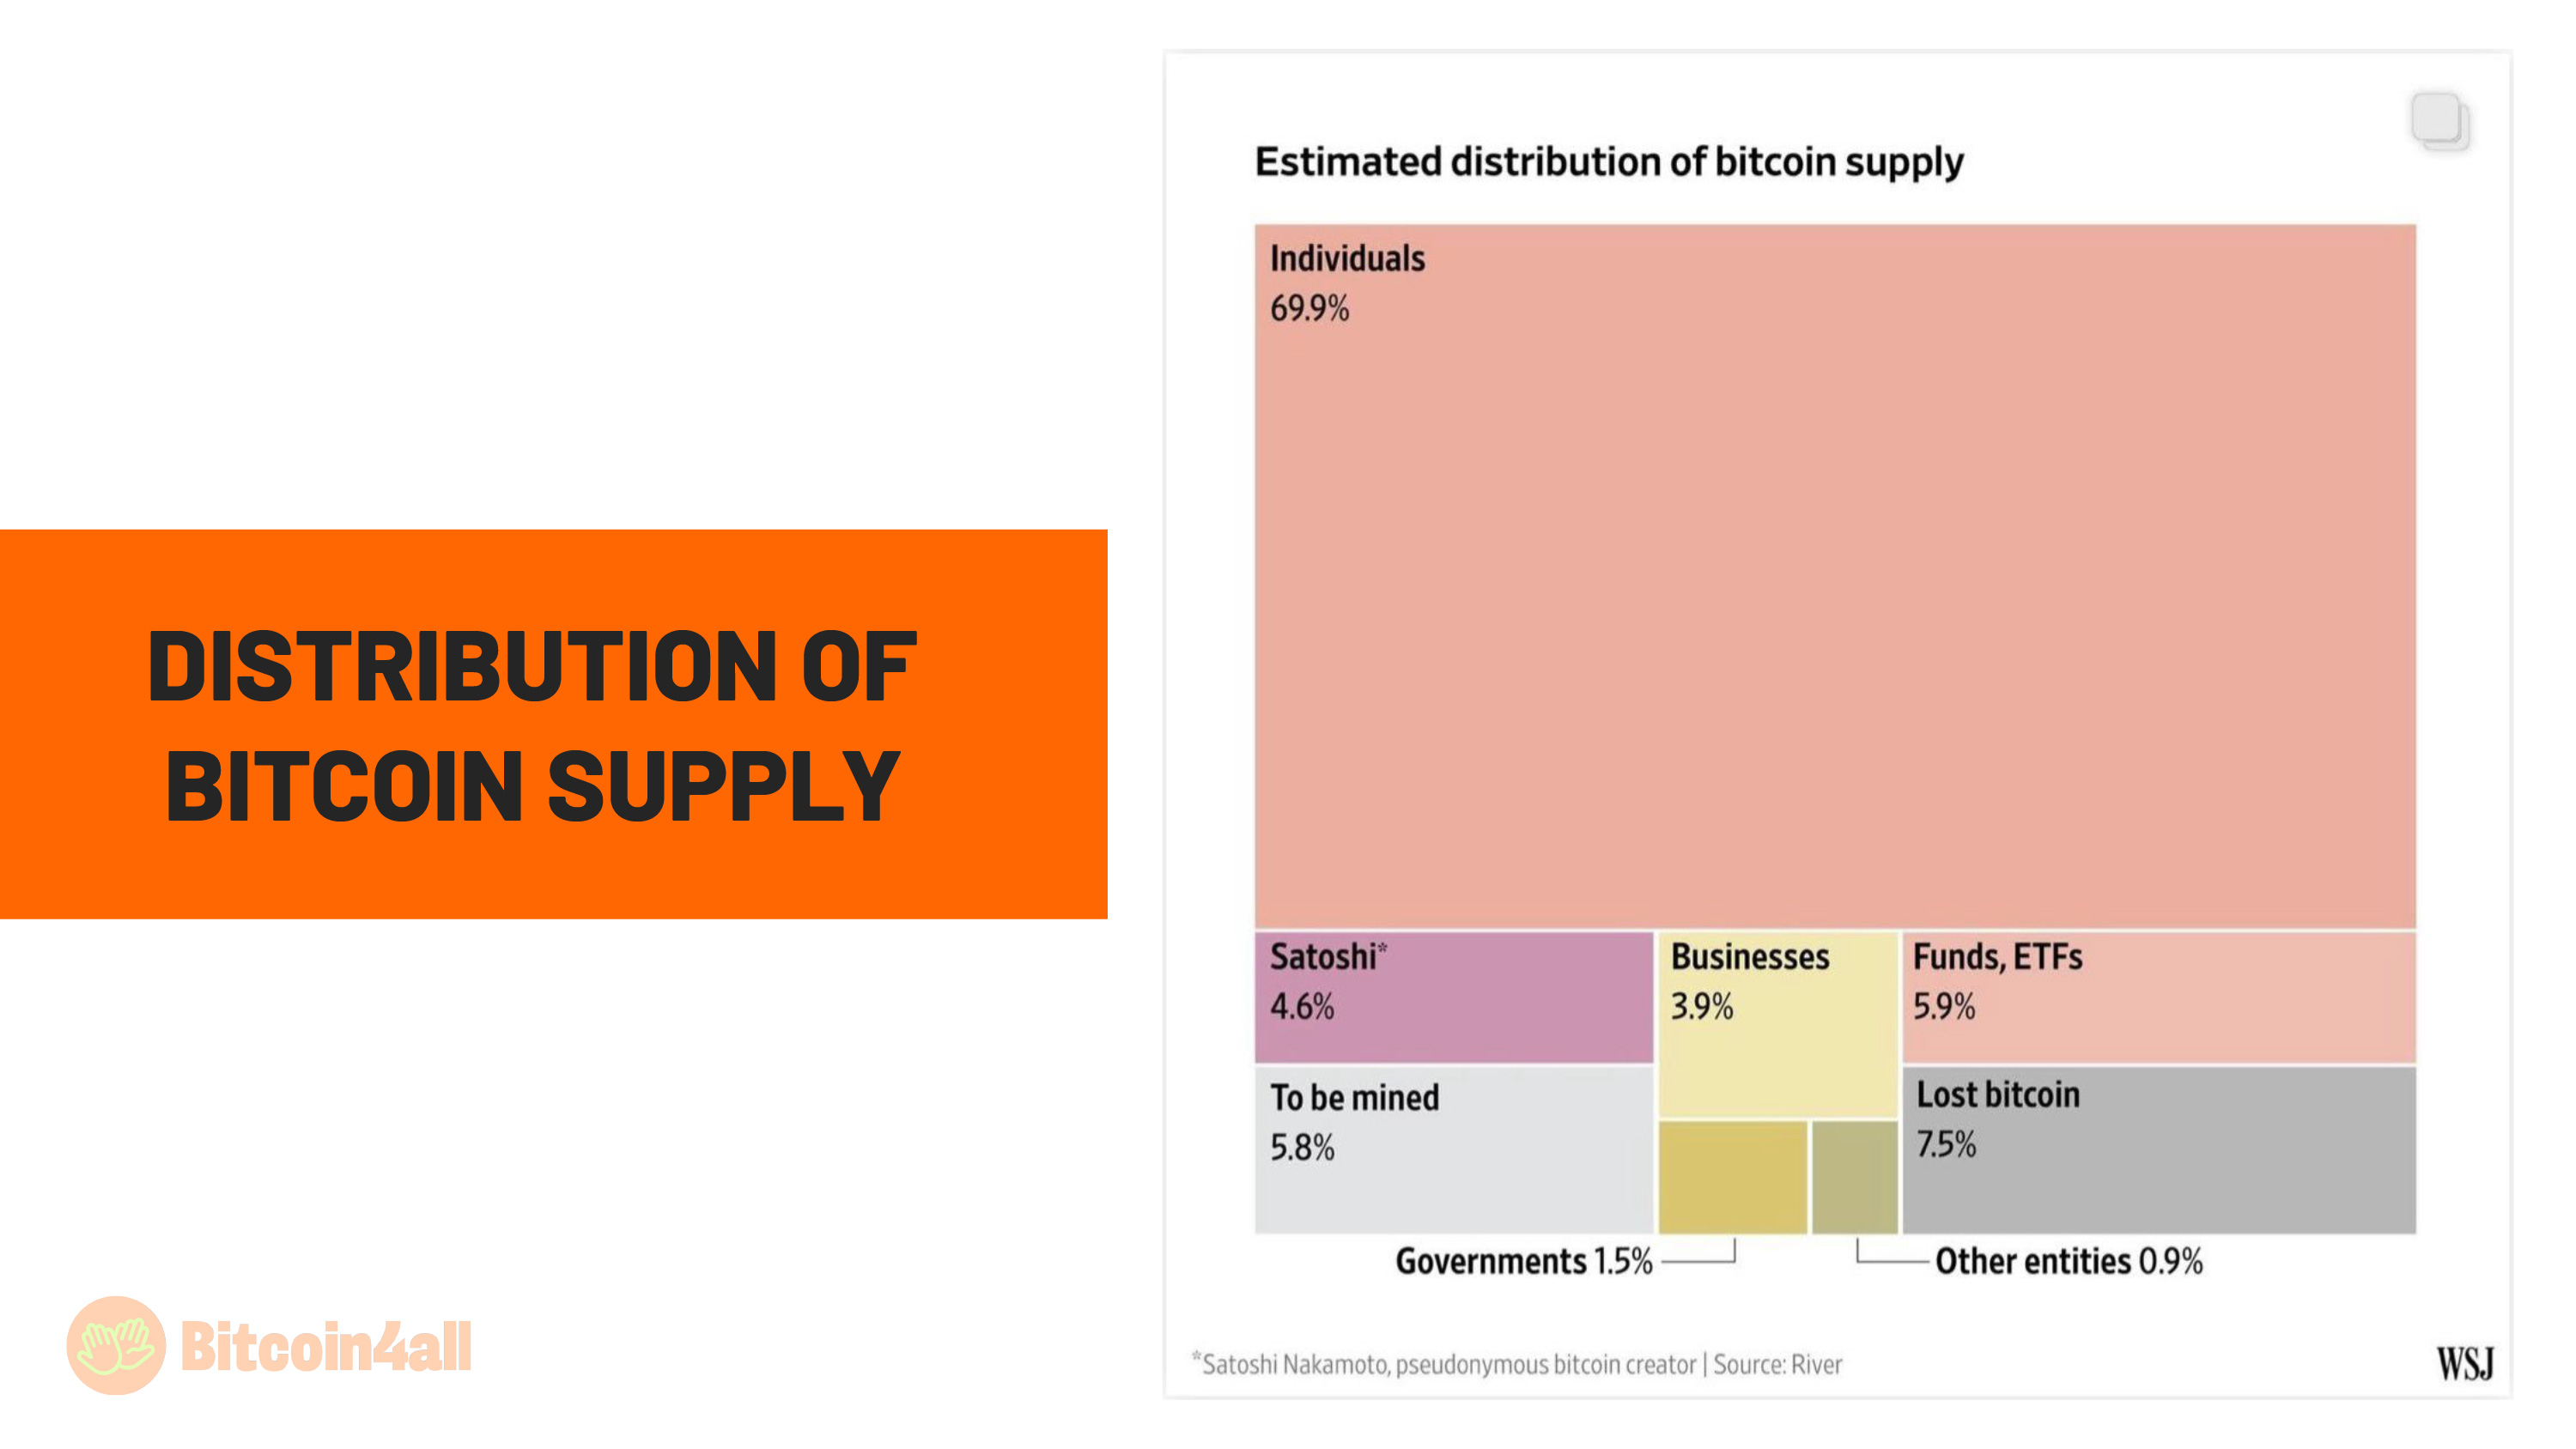 DISTRIBUTION OF
BITCOIN SUPPLY
Bitcoin4all
Estimated distribution of bitcoin supply
Individuals
69.9%
Satoshi*
4.6%
Businesses
3.9%
Funds, ETFs
5.9%
To be mined
5.8%
Lost bitcoin
7.5%
Governments 1.5%
Other entities 0.9%
*Satoshi Nakamoto, pseudonymous bitcoin creator | Source: River
WSJ